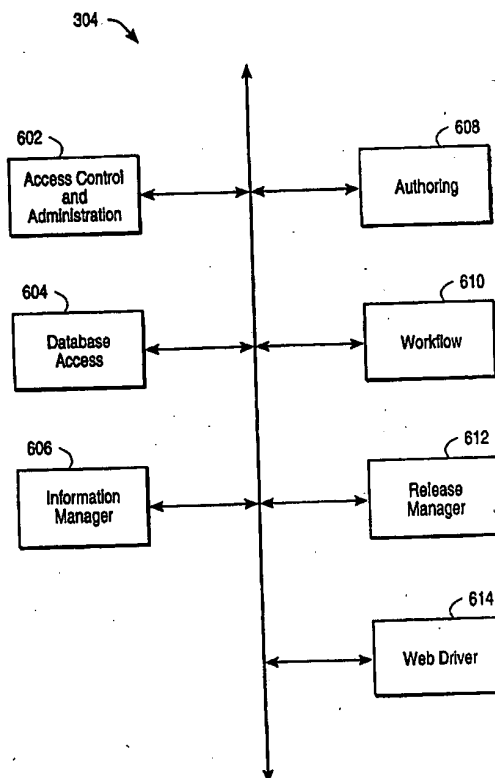 304
602
Access Control
and
Administration
608
Authoring
604
Database
Access
610
Workflow
606
Information
Manager
612
Release
Manager
614
Web Driver